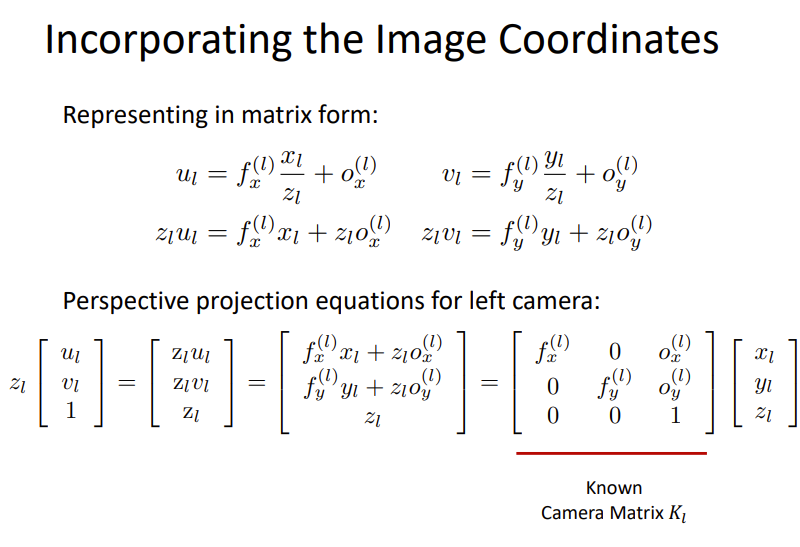 Incorporating the Image Coordinates
Representing in matrix form:
$u_l = f_x^{(l)} \frac{x_l}{z_l} + o_x^{(l)}$ $v_l = f_y^{(l)} \frac{y_l}{z_l} + o_y^{(l)}$
$z_l u_l = f_x^{(l)} x_l + z_l o_x^{(l)}$ $z_l v_l = f_y^{(l)} y_l + z_l o_y^{(l)}$
Perspective projection equations for left camera:
$z_l \begin{bmatrix} u_l \\ v_l \\ 1 \end{bmatrix} = \begin{bmatrix} z_l u_l \\ z_l v_l \\ z_l \end{bmatrix} = \begin{bmatrix} f_x^{(l)} x_l + z_l o_x^{(l)} \\ f_y^{(l)} y_l + z_l o_y^{(l)} \\ z_l \end{bmatrix} = \begin{bmatrix} f_x^{(l)} & 0 & o_x^{(l)} \\ 0 & f_y^{(l)} & o_y^{(l)} \\ 0 & 0 & 1 \end{bmatrix} \begin{bmatrix} x_l \\ y_l \\ z_l \end{bmatrix}$
Known
Camera Matrix $K_l$